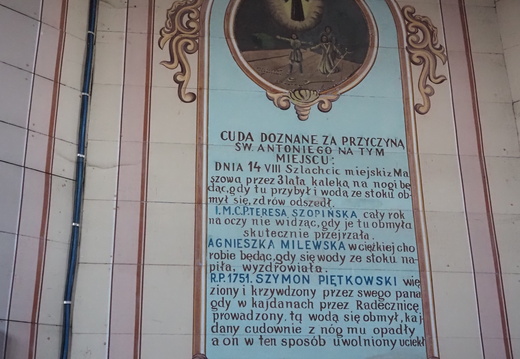 CUDA DOZNANE ZA PRZYCZYNĄ
ŚW. ANTONIEGO NA TYM
MIEJSCU:
DNIA 14 VIII Szlachcic miejski z Ma
szowa przez 3 lata kaleką na nogi bę
dąc, gdy tu przybył i wodą ze stoku ob-
mył się, zdrów odszedł.
I.M.C.P. TERESA SZOPIŃSKA cały rok
na oczy nie widząc, gdy je tu obmyła
skutecznie przejrzała.
AGNIESZKA MILEWSKA w ciężkiej cho
robie będąc, gdy się wody ze stoku na-
piła, wyzdrowiała.
R.P. 1751. SZYMON PIĘTKOWSKI wię
ziony i krzywdzony przez swego pana
gdy w kajdanach przez Radecznicę
prowadzony, tą wodą się obmył, kaj
dany cudownie z nóg mu opadły
a on w ten sposób uwolniony uciekł